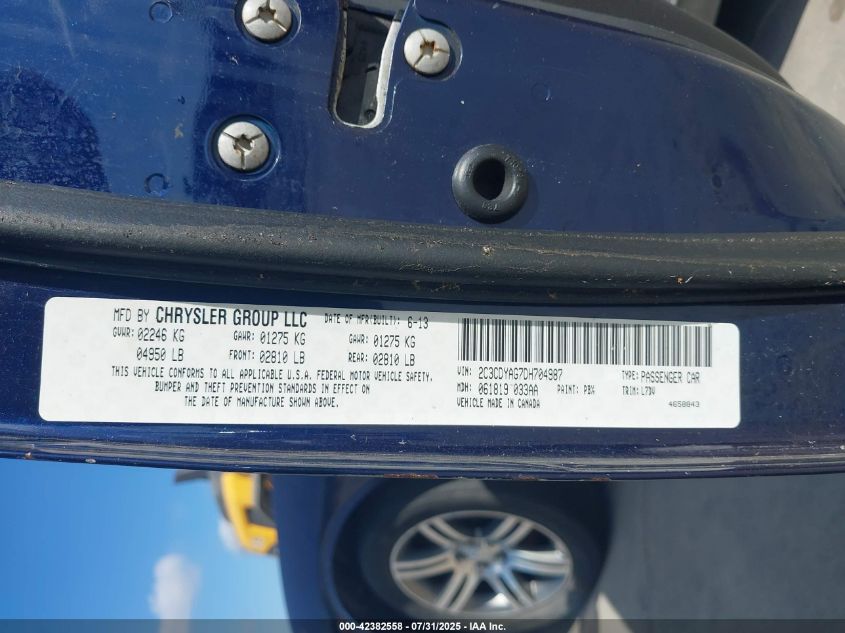 MFD BY CHRYSLER GROUP LLC DATE OF MFR(BUILT): 6-13
GVWR: 02246 KG GAWR: 01275 KG GAWR: 01275 KG
04950 LB FRONT: 02810 LB REAR: 02810 LB
THIS VEHICLE CONFORMS TO ALL APPLICABLE U.S.A. FEDERAL MOTOR VEHICLE SAFETY,
BUMPER AND THEFT PREVENTION STANDARDS IN EFFECT ON
THE DATE OF MANUFACTURE SHOWN ABOVE.
VIN: 2C3CDYAG7DH704987 TYPE: PASSENGER CAR
MDH: 061819 033AA PAINT: PBX TRIM: L7DV
VEHICLE MADE IN CANADA 4658843
000-42382558 - 07/31/2025 - IAA Inc.